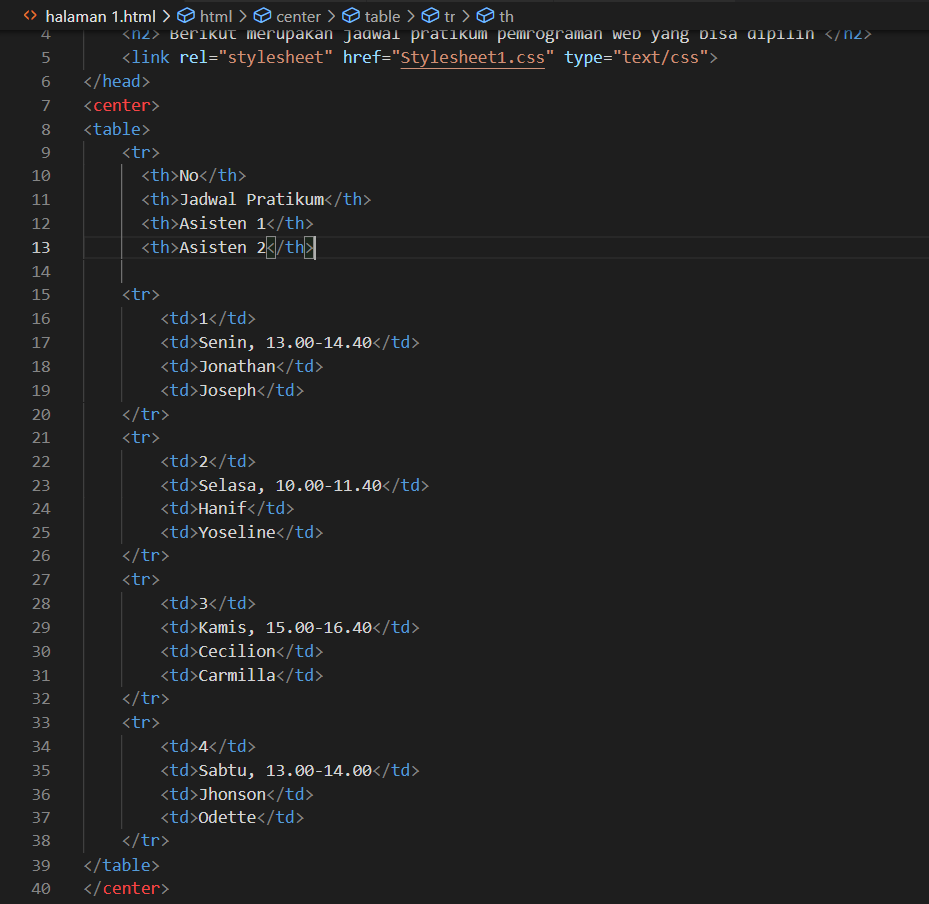 <> halaman 1.html > html > center > table > tr > th
4 <h2> Berikut merupakan jadwal pratikum pemrograman web yang bisa dipilih </h2>
5 <link rel="stylesheet" href="Stylesheet1.css" type="text/css">
6 </head>
7 <center>
8 <table>
9 <tr>
10 <th>No</th>
11 <th>Jadwal Pratikum</th>
12 <th>Asisten 1</th>
13 <th>Asisten 2</th>
14
15 <tr>
16 <td>1</td>
17 <td>Senin, 13.00-14.40</td>
18 <td>Jonathan</td>
19 <td>Joseph</td>
20 </tr>
21 <tr>
22 <td>2</td>
23 <td>Selasa, 10.00-11.40</td>
24 <td>Hanif</td>
25 <td>Yoseline</td>
26 </tr>
27 <tr>
28 <td>3</td>
29 <td>Kamis, 15.00-16.40</td>
30 <td>Cecilion</td>
31 <td>Carmilla</td>
32 </tr>
33 <tr>
34 <td>4</td>
35 <td>Sabtu, 13.00-14.00</td>
36 <td>Jhonson</td>
37 <td>Odette</td>
38 </tr>
39 </table>
40 </center>